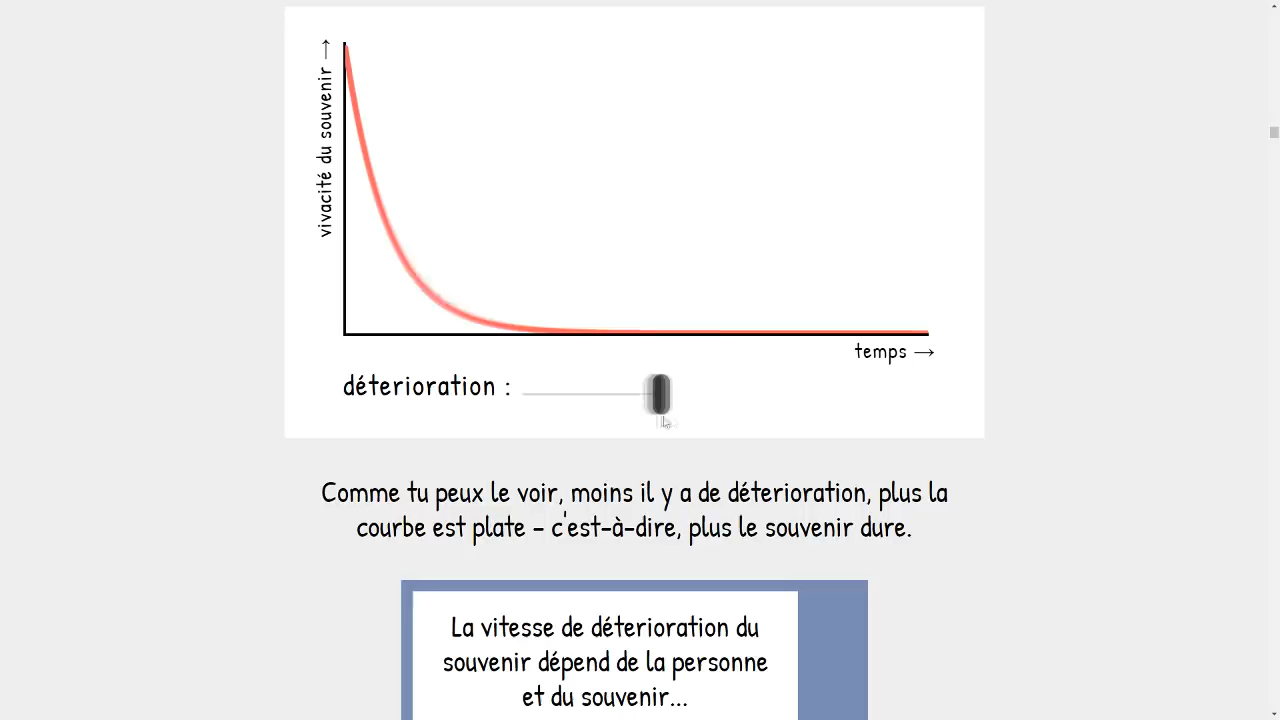 vivacité du souvenir →
temps →
déterioration :
Comme tu peux le voir, moins il y a de déterioration, plus la
courbe est plate - c'est-à-dire, plus le souvenir dure.
La vitesse de déterioration du
souvenir dépend de la personne
et du souvenir...